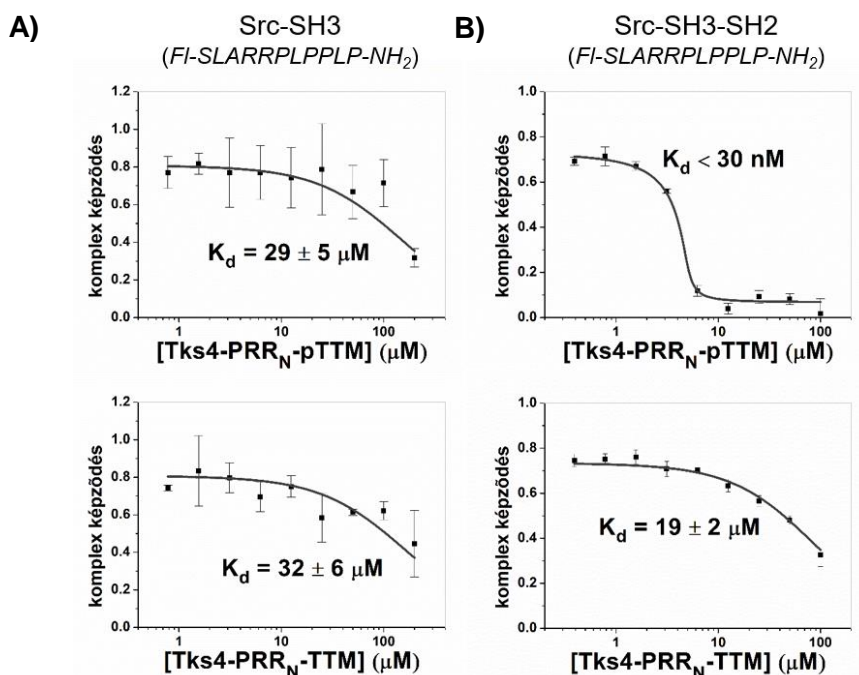 A)
Src-SH3
(Fl-SLARRPLPPLP-NH2)
1.2
1.0
0.8
0.6
0.4
0.2
0.0
komplex képződés
Kd = 29 ± 5 μM
1
10
100
[Tks4-PRRN-pTTM] (μM)
B)
Src-SH3-SH2
(Fl-SLARRPLPPLP-NH2)
1.0
0.8
0.6
0.4
0.2
0.0
komplex képződés
Kd < 30 nM
1
10
100
[Tks4-PRRN-pTTM] (μM)
1.2
1.0
0.8
0.6
0.4
0.2
0.0
komplex képződés
Kd = 32 ± 6 μM
1
10
100
[Tks4-PRRN-TTM] (μM)
1.0
0.8
0.6
0.4
0.2
0.0
komplex képződés
Kd = 19 ± 2 μM
1
10
100
[Tks4-PRRN-TTM] (μM)